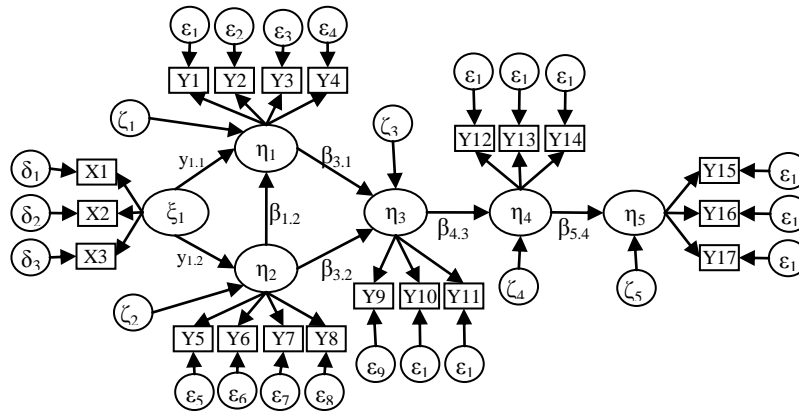 ε1 ε2 ε3 ε4
Y1 Y2 Y3 Y4
ε1 ε1 ε1
Y12 Y13 Y14
ζ1
ζ3
η1
y1.1
β3.1
δ1 X1
δ2 X2
δ3 X3
ξ1
β1.2
η3
β4.3
η4
β5.4
η5
Y15 ε1
Y16 ε1
Y17 ε1
y1.2
η2
β3.2
ζ2
ζ4
ζ5
Y5 Y6 Y7 Y8
ε5 ε6 ε7 ε8
Y9 Y10 Y11
ε9 ε1 ε1